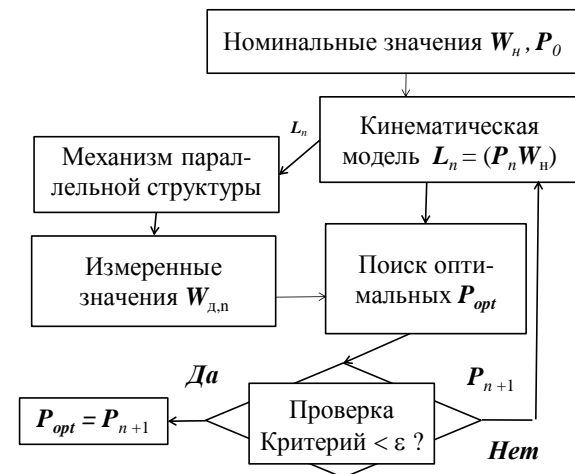 Номинальные значения W_н, P_0
L_n
Кинематическая
модель L_n = (P_n W_н)
Механизм парал-
лельной структуры
Измеренные
значения W_д,n
Поиск опти-
мальных P_opt
Да
P_n+1
P_opt = P_n+1
Проверка
Критерий < ε ?
Нет